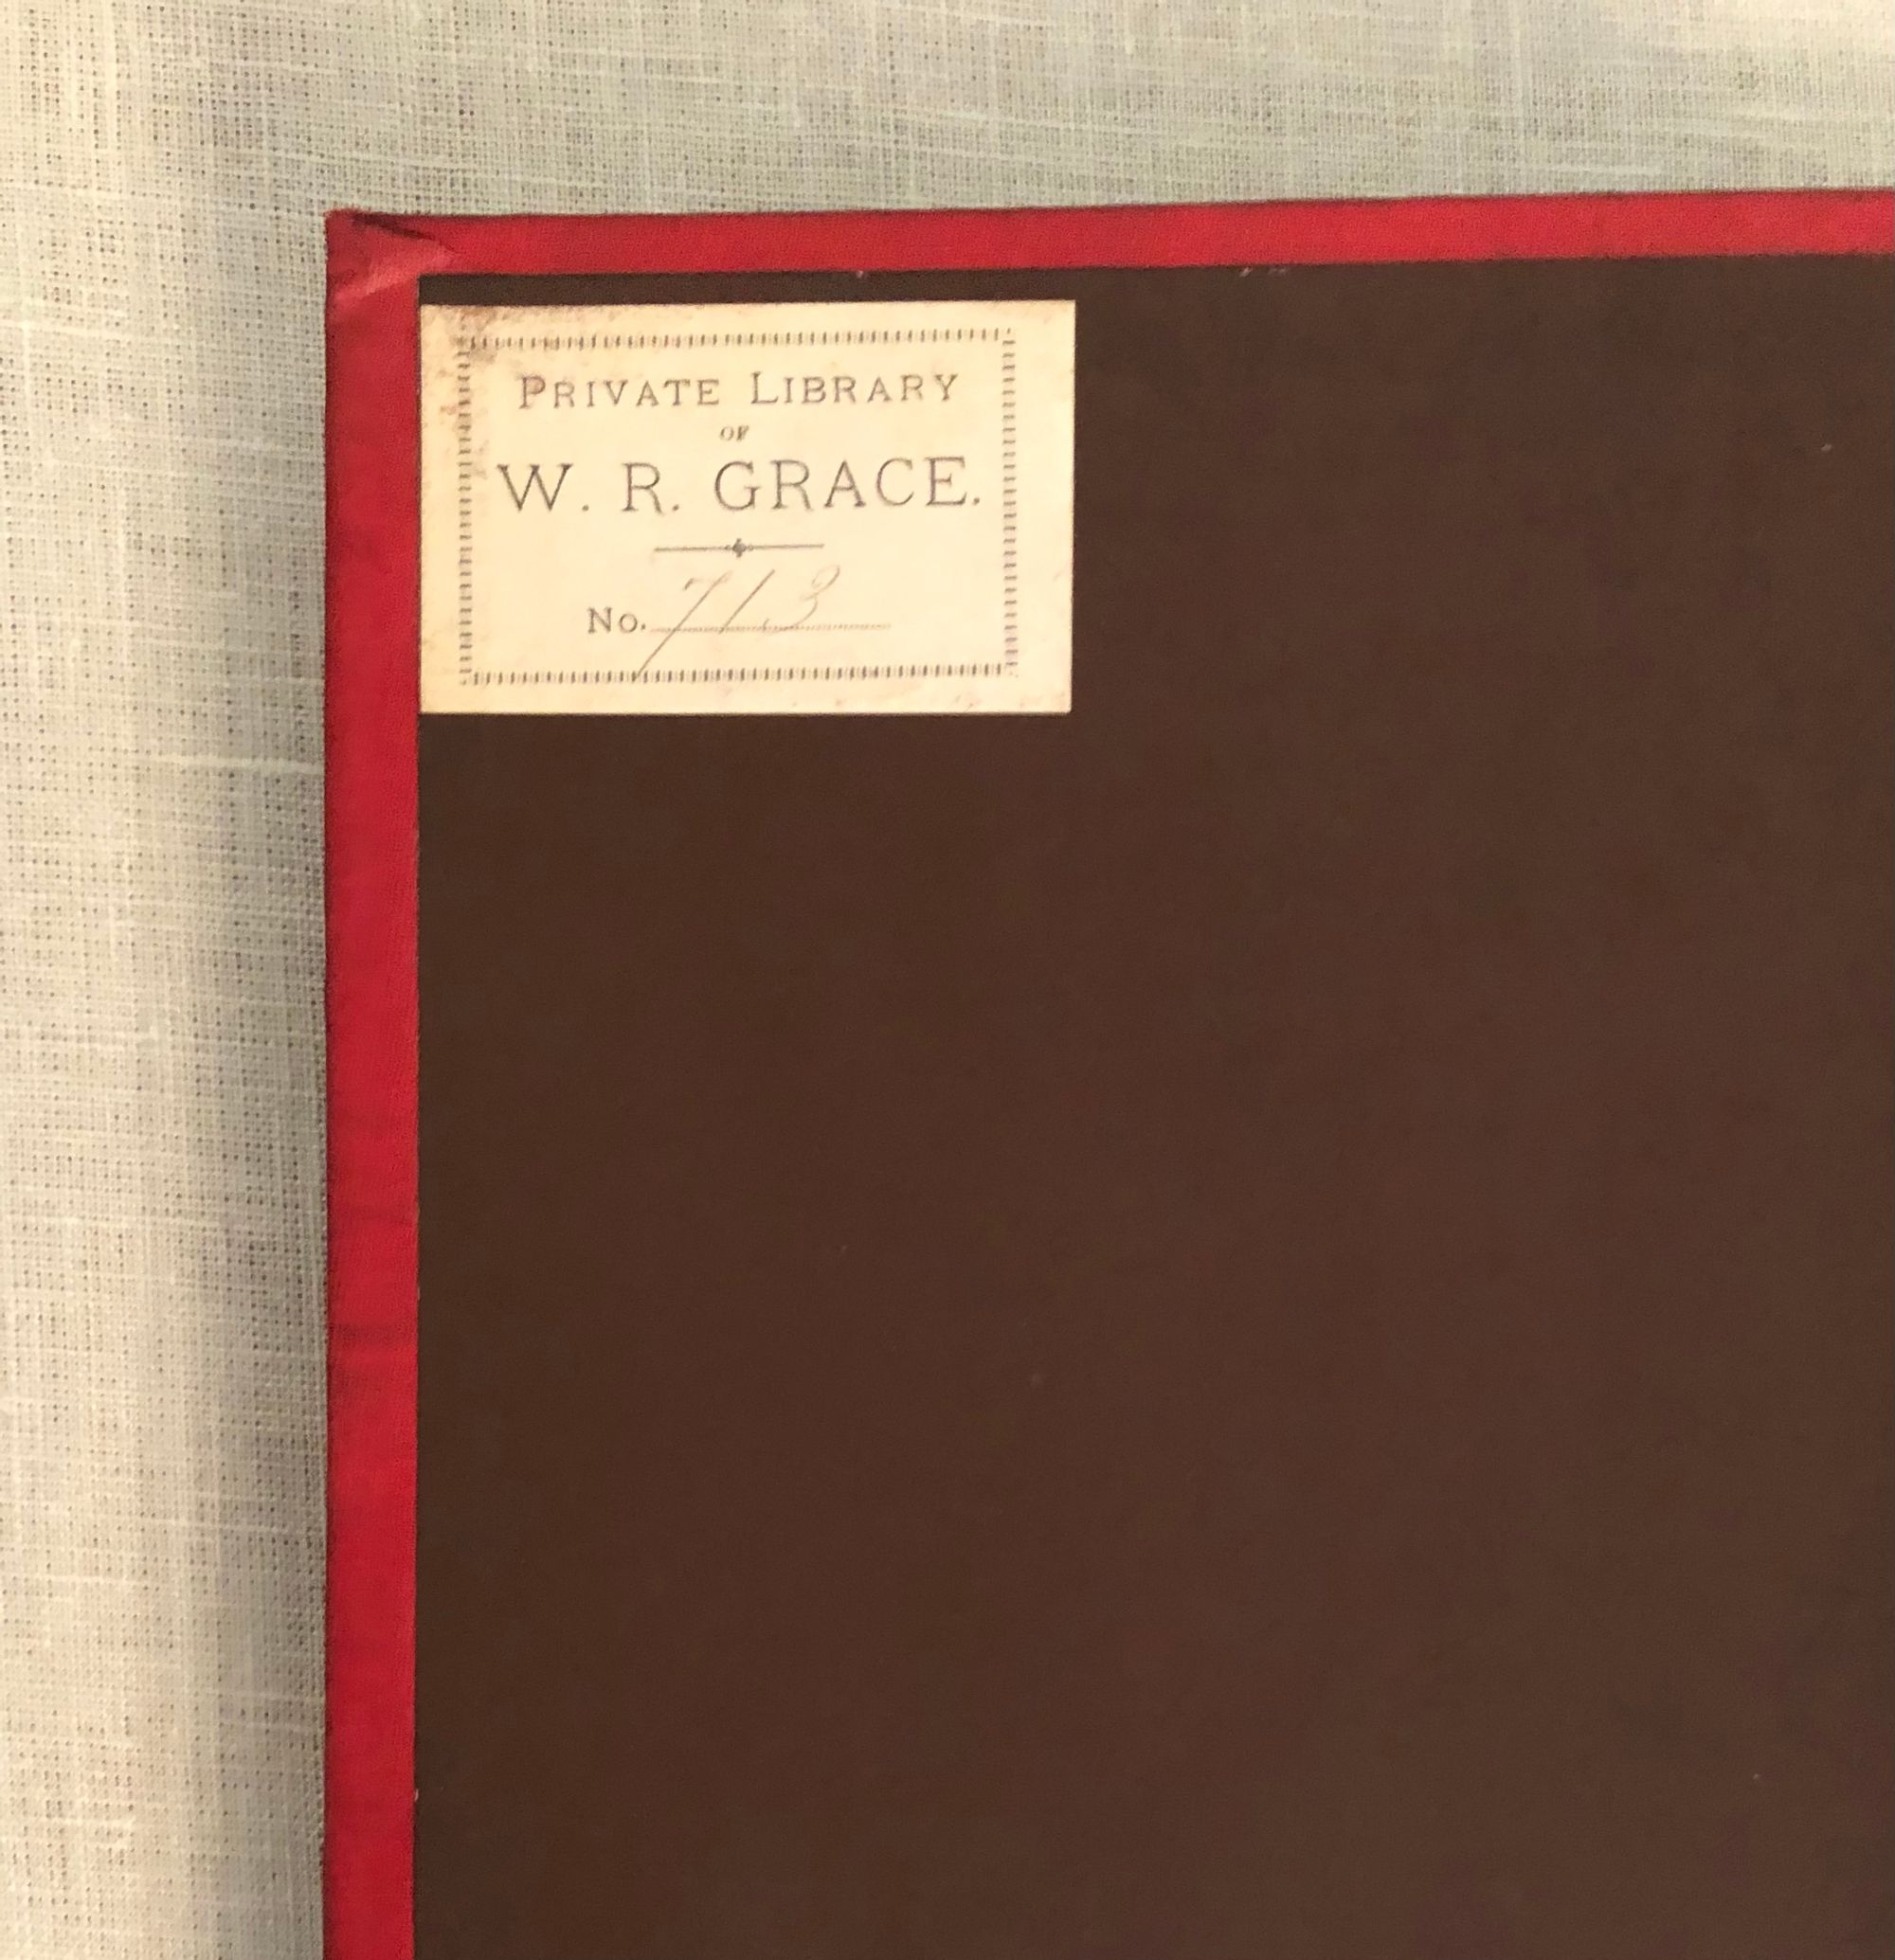 PRIVATE LIBRARY
OF
W. R. GRACE.
No. 713